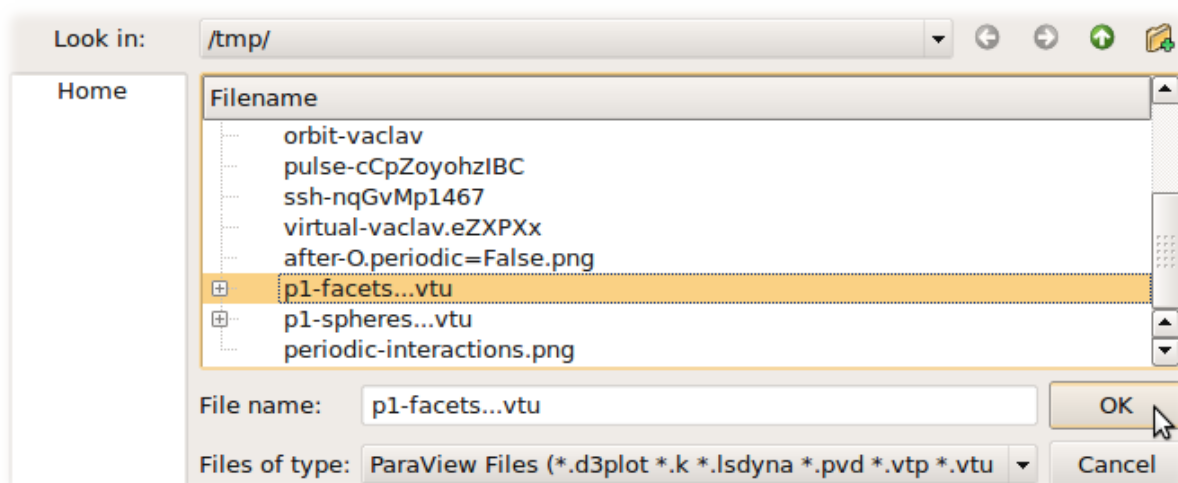 Look in: /tmp/
Home
Filename
orbit-vaclav
pulse-cCpZoyohzIBC
ssh-nqGvMp1467
virtual-vaclav.eZXPXx
after-O.periodic=False.png
p1-facets...vtu
p1-spheres...vtu
periodic-interactions.png
File name: p1-facets...vtu OK
Files of type: ParaView Files (*.d3plot *.k *.lsdyna *.pvd *.vtp *.vtu Cancel